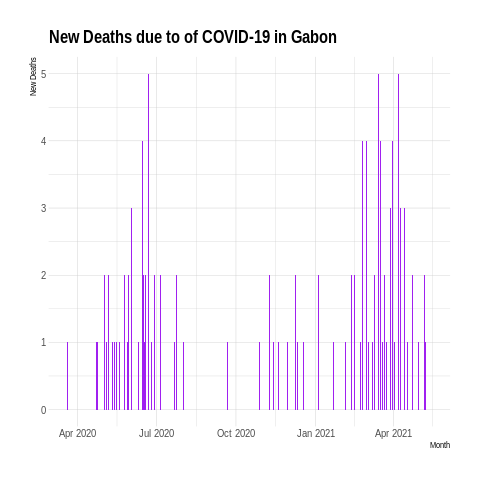 New Deaths due to of COVID-19 in Gabon
New Deaths
5
4
3
2
1
0
Apr 2020 Jul 2020 Oct 2020 Jan 2021 Apr 2021
Month